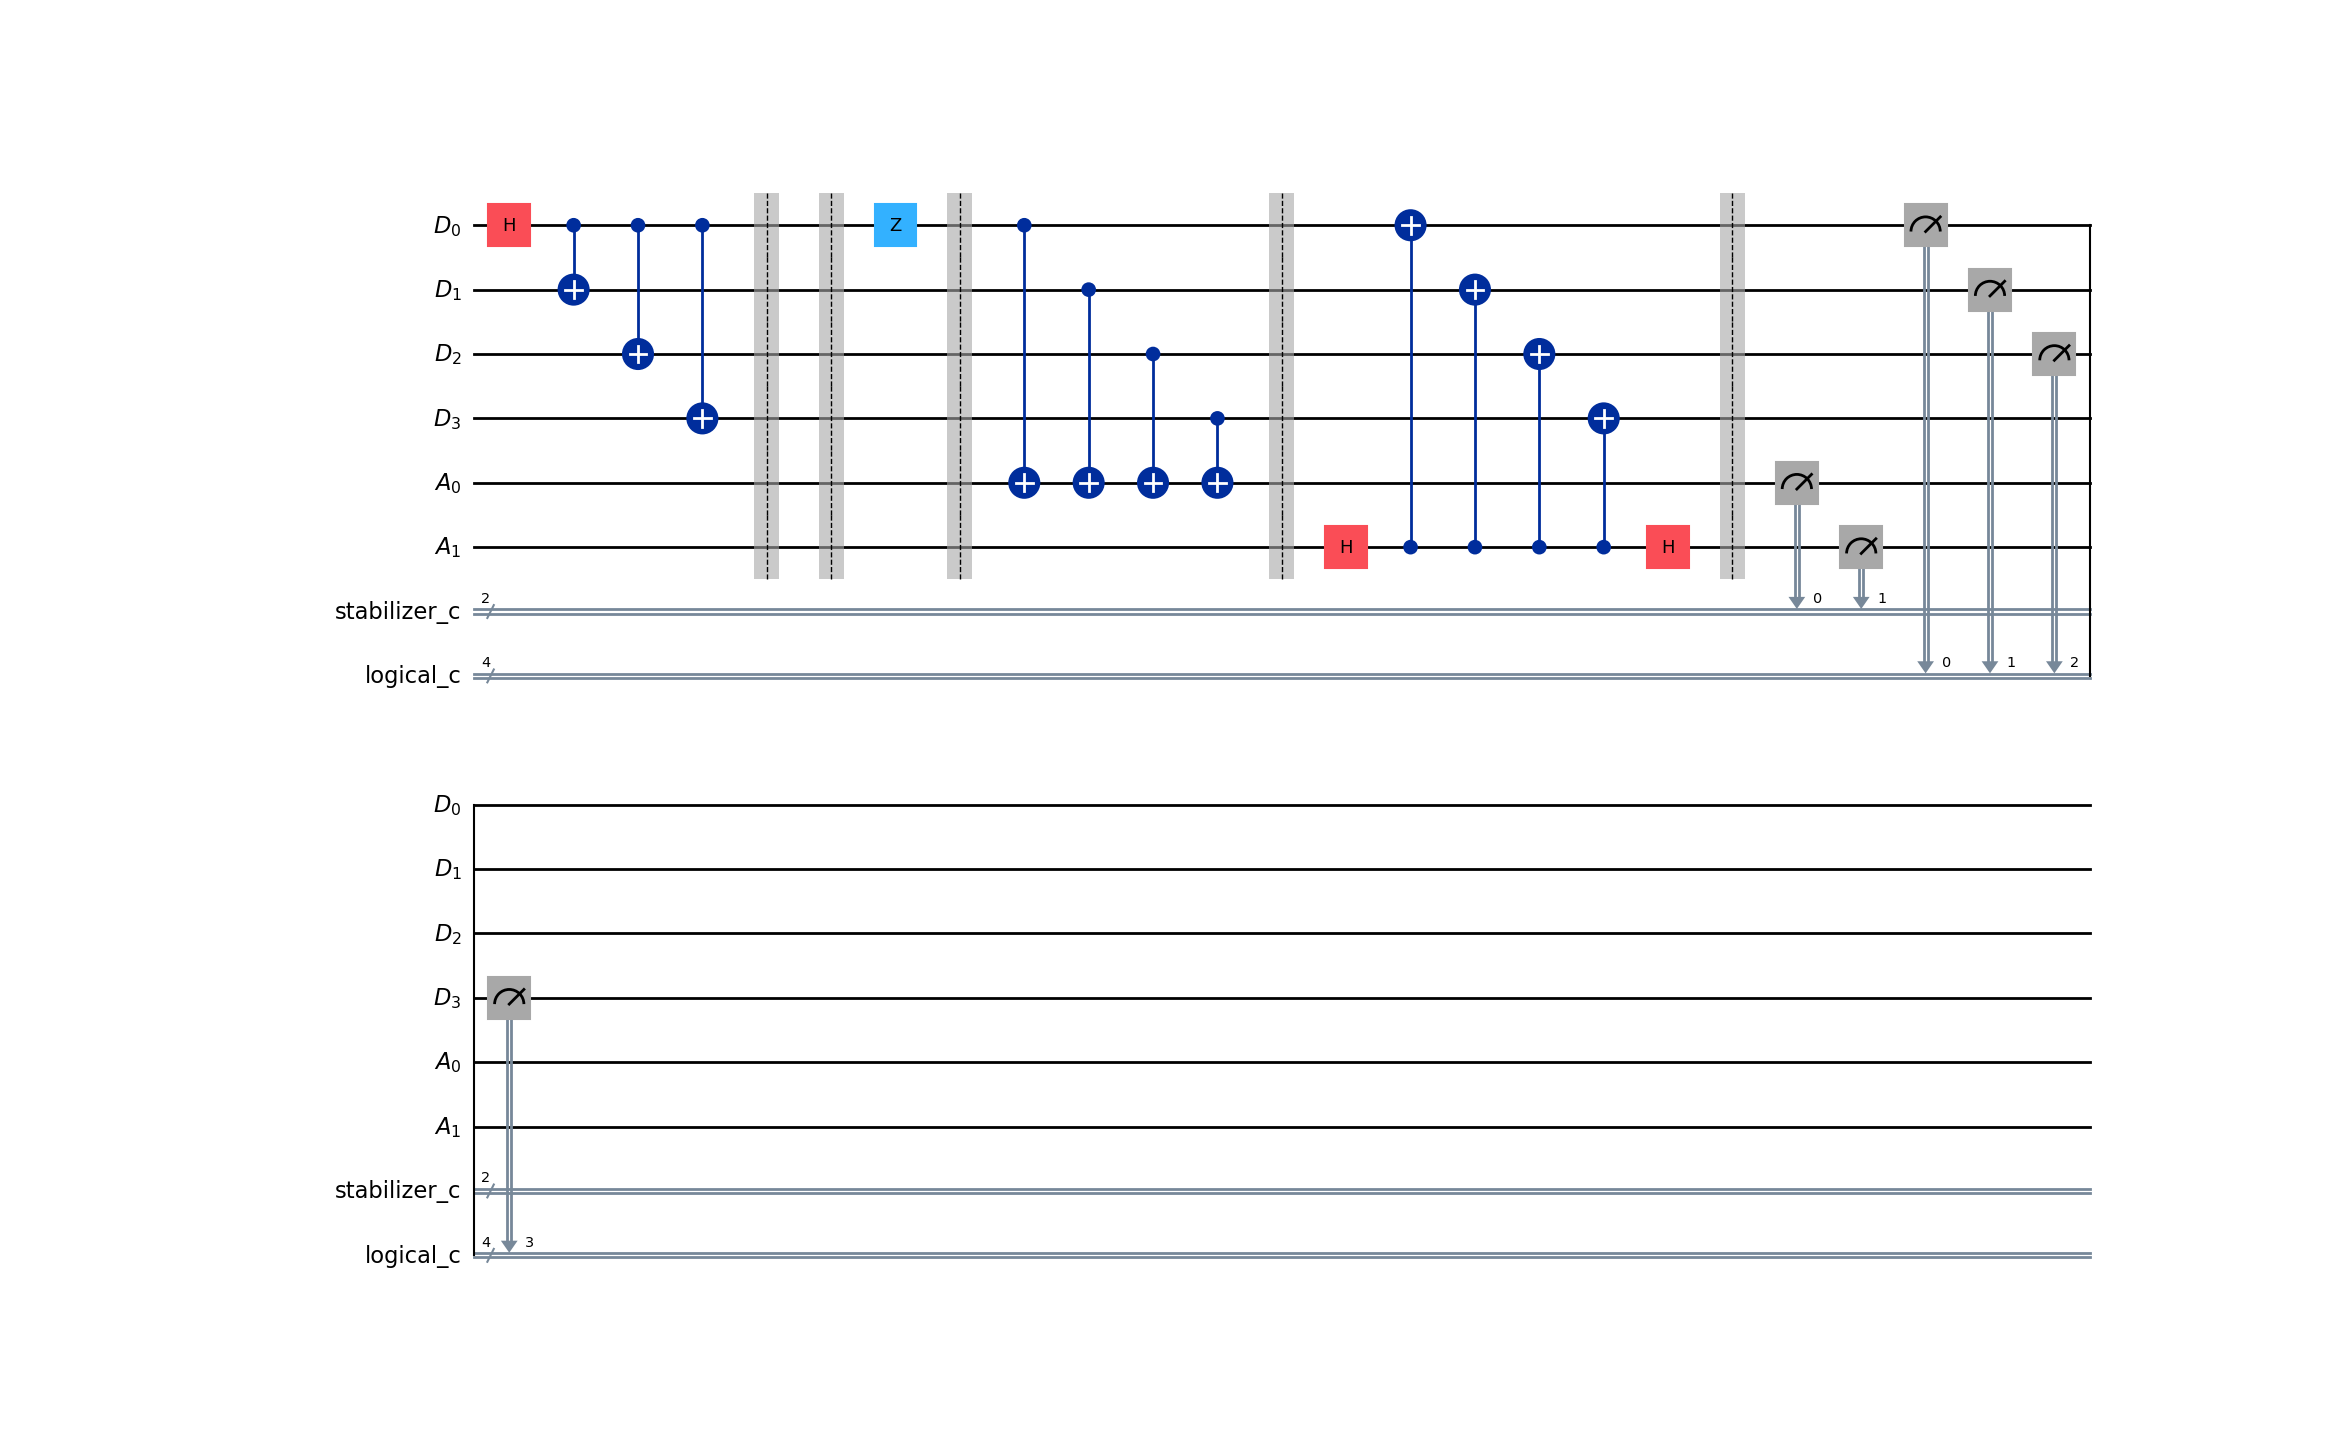 D0 H Z
D1
D2
D3
A0
A1 H H
stabilizer_c 2 0 1
logical_c 4 0 1 2
D0
D1
D2
D3
A0
A1
stabilizer_c 2
logical_c 4 3